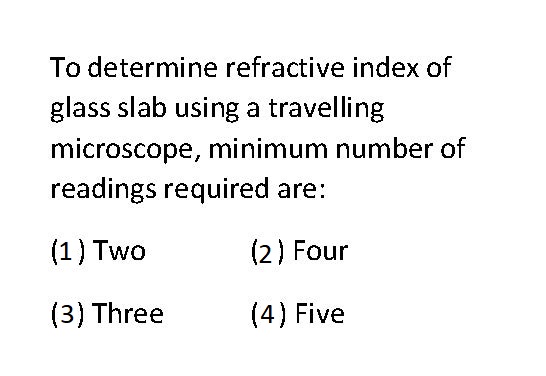 To determine refractive index of
glass slab using a travelling
microscope, minimum number of
readings required are:
(1) Two (2) Four
(3) Three (4) Five